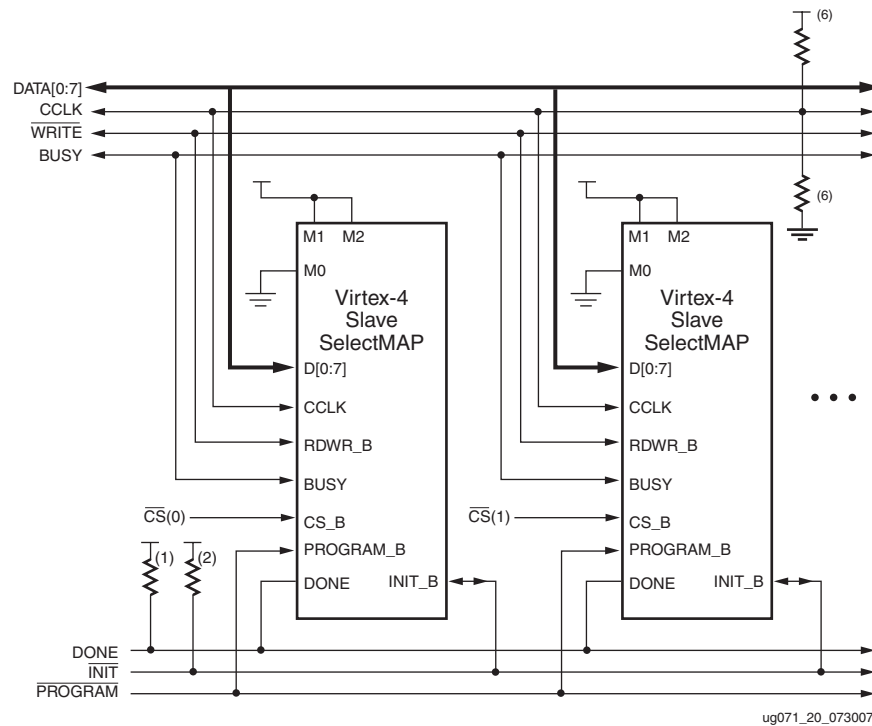 (6)
DATA[0:7]
CCLK
WRITE
BUSY
(6)
M1 M2
M0
Virtex-4
Slave
SelectMAP
D[0:7]
CCLK
RDWR_B
BUSY
CS(0)
CS_B
PROGRAM_B
DONE INIT_B
M1 M2
M0
Virtex-4
Slave
SelectMAP
D[0:7]
CCLK
RDWR_B
BUSY
CS(1)
CS_B
PROGRAM_B
DONE INIT_B
(1) (2)
DONE
INIT
PROGRAM
ug071_20_073007